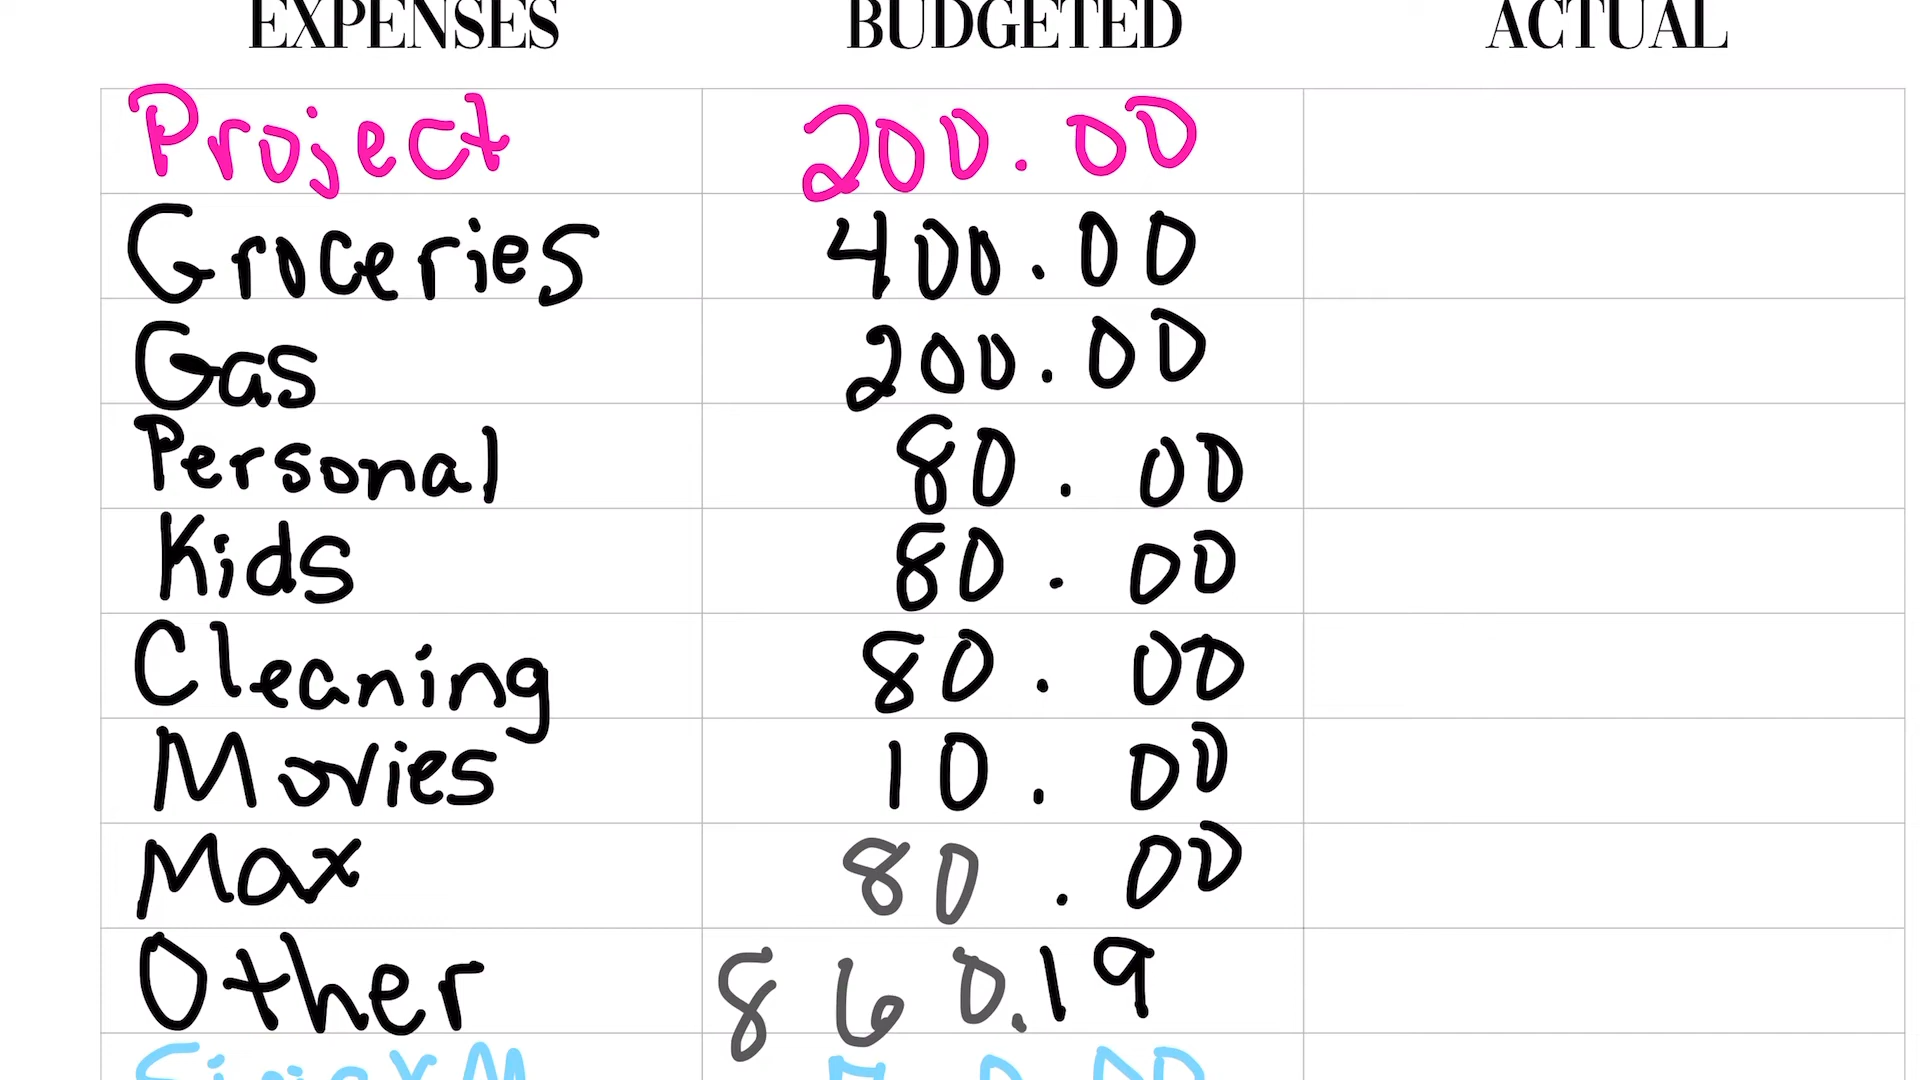 EXPENSES BUDGETED ACTUAL
Project 200.00
Groceries 400.00
Gas 200.00
Personal 80.00
Kids 80.00
Cleaning 80.00
Movies 10.00
Max 80.00
Other 860.19